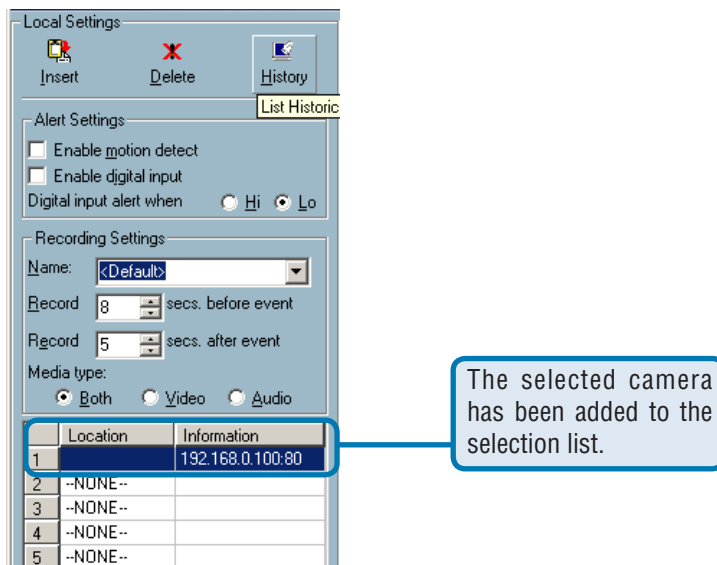 Local Settings
Insert Delete History
List Historic
Alert Settings
Enable motion detect
Enable digital input
Digital input alert when Hi Lo
Recording Settings
Name: <Default>
Record 8 secs. before event
Record 5 secs. after event
Media type:
Both Video Audio
Location Information
1 192.168.0.100:80
2 --NONE--
3 --NONE--
4 --NONE--
5 --NONE--
The selected camera
has been added to the
selection list.